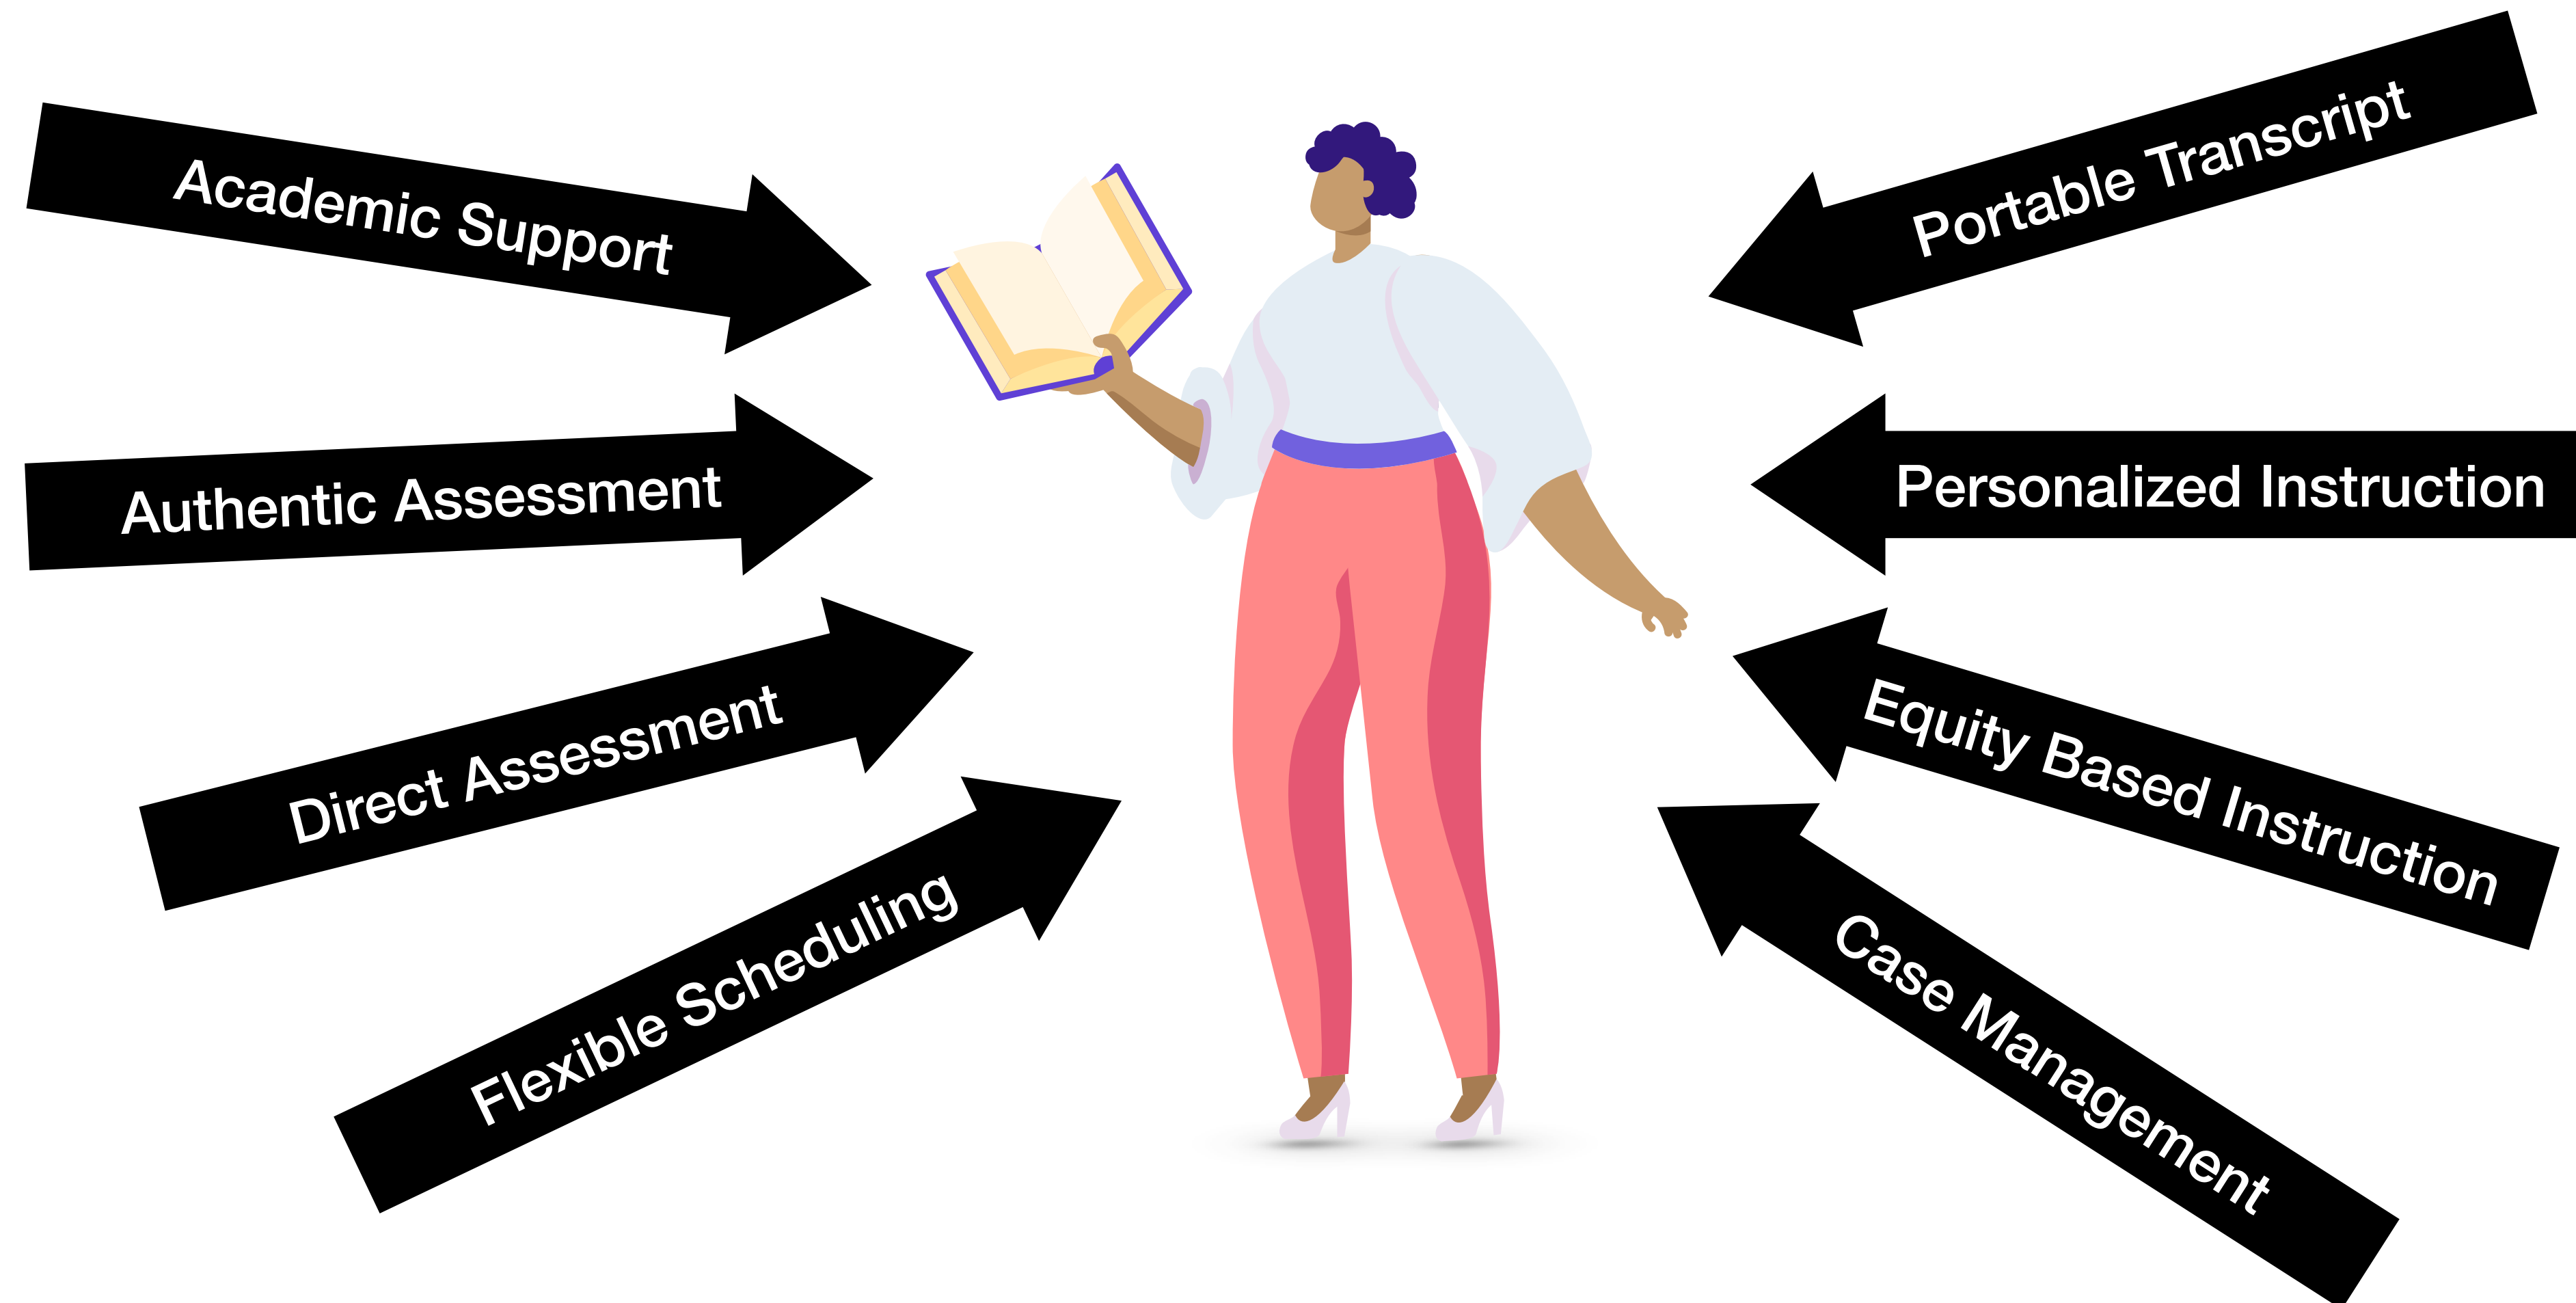 Academic Support
Authentic Assessment
Direct Assessment
Flexible Scheduling
Portable Transcript
Personalized Instruction
Equity Based Instruction
Case Management